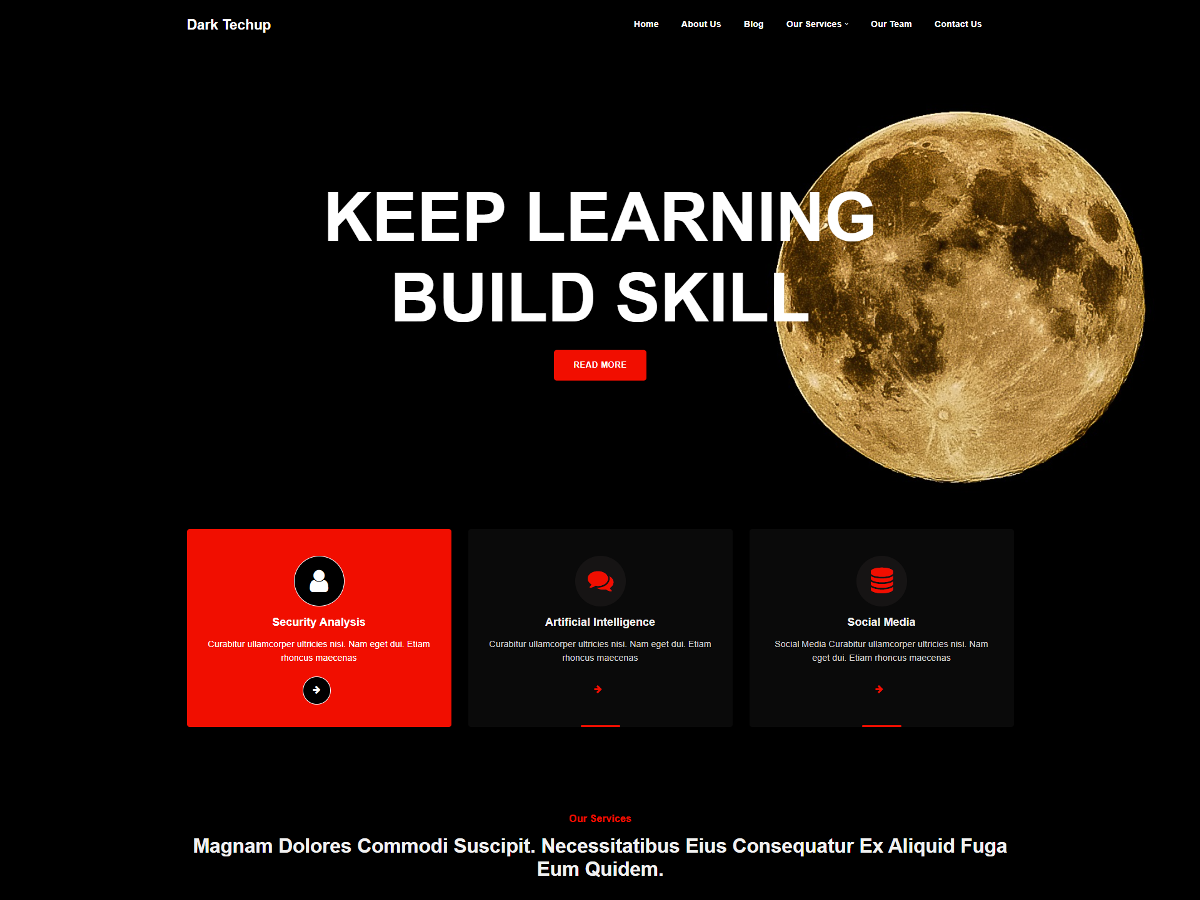 Dark Techup
Home
About Us
Blog
Our Services
Our Team
Contact Us
KEEP LEARNING
BUILD SKILL
READ MORE
Security Analysis
Curabitur ullamcorper ultricies nisi. Nam eget dui. Etiam
rhoncus maecenas
Artificial Intelligence
Curabitur ullamcorper ultricies nisi. Nam eget dui. Etiam
rhoncus maecenas
Social Media
Social Media Curabitur ullamcorper ultricies nisi. Nam
eget dui. Etiam rhoncus maecenas
Our Services
Magnam Dolores Commodi Suscipit. Necessitatibus Eius Consequatur Ex Aliquid Fuga
Eum Quidem.